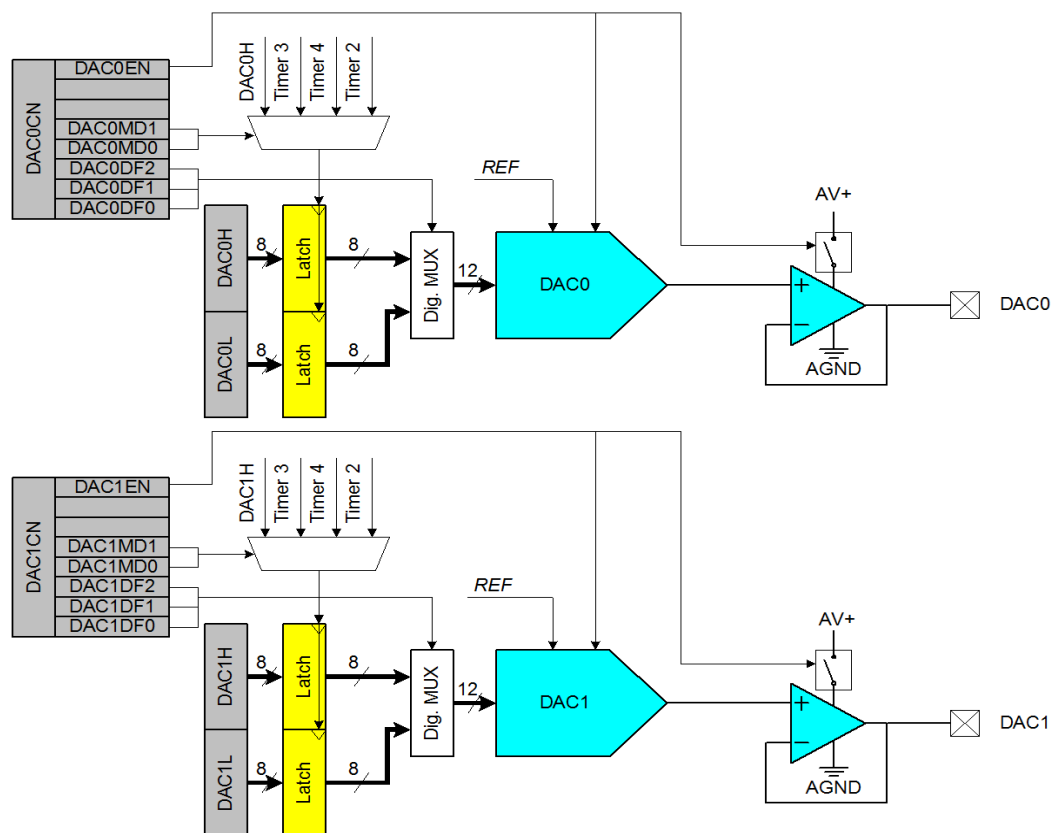 DAC0CN
DAC0EN
DAC0MD1
DAC0MD0
DAC0DF2
DAC0DF1
DAC0DF0
DAC0H
Timer 3
Timer 4
Timer 2
DAC0H
8
Latch
8
DAC0L
8
Latch
8
Dig. MUX
12
REF
DAC0
AV+
+
−
AGND
DAC0
DAC1CN
DAC1EN
DAC1MD1
DAC1MD0
DAC1DF2
DAC1DF1
DAC1DF0
DAC1H
Timer 3
Timer 4
Timer 2
DAC1H
8
Latch
8
DAC1L
8
Latch
8
Dig. MUX
12
REF
DAC1
AV+
+
−
AGND
DAC1